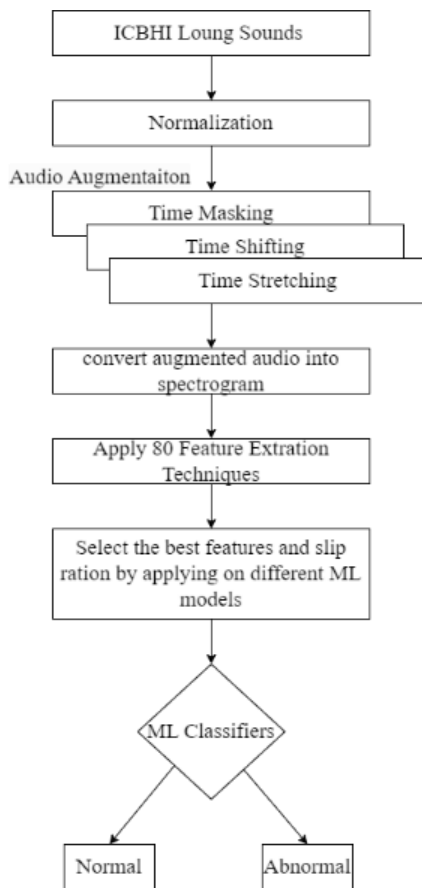 ICBHI Loung Sounds
Normalization
Audio Augmentaiton
Time Masking
Time Shifting
Time Stretching
convert augmented audio into
spectrogram
Apply 80 Feature Extration
Techniques
Select the best features and slip
ration by applying on different ML
models
ML Classifiers
Normal
Abnormal